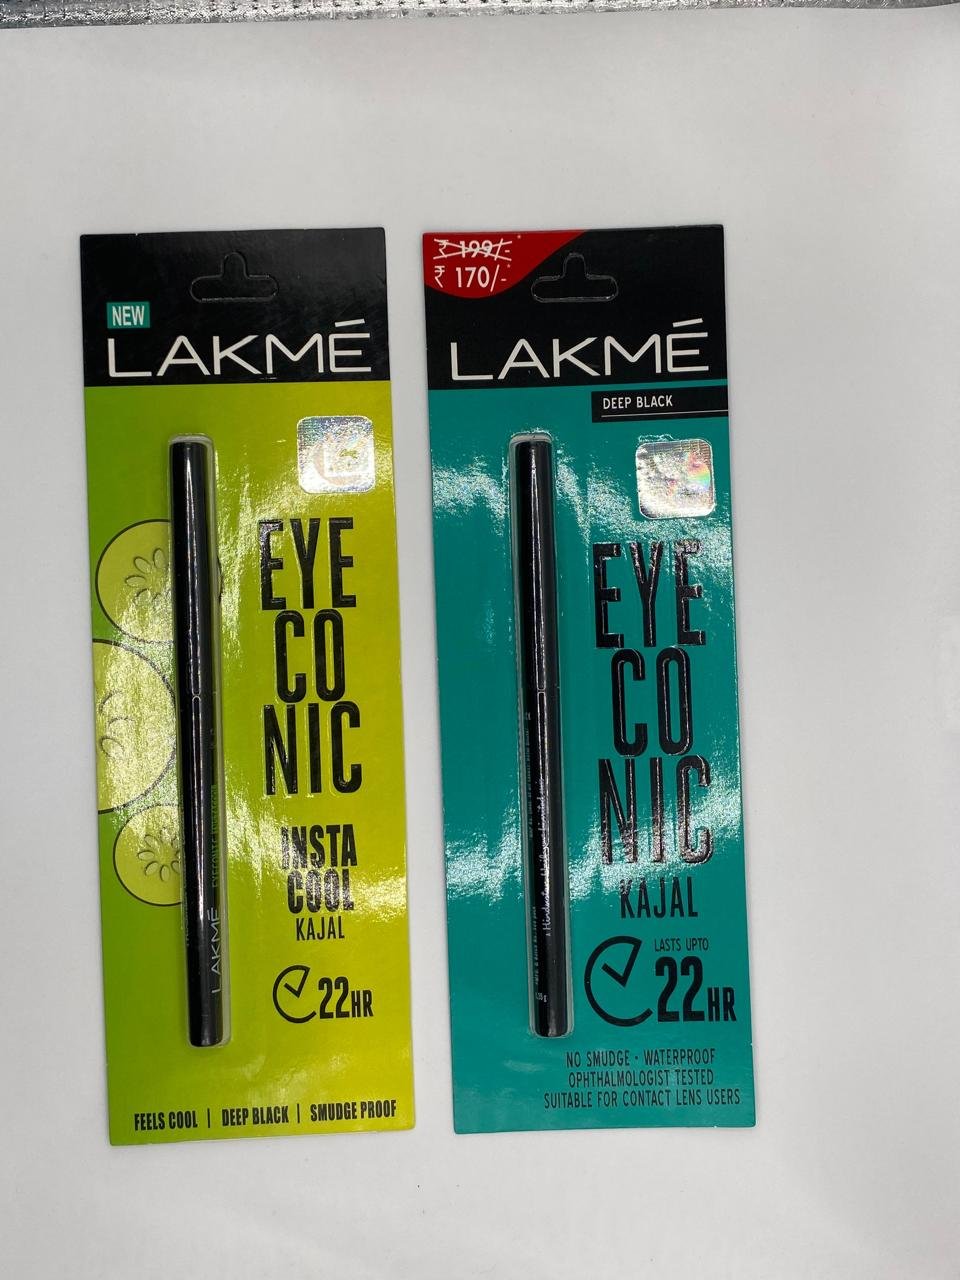 NEW
LAKMÉ
EYE
CO
NIC
INSTA
COOL
KAJAL
22HR
FEELS COOL | DEEP BLACK | SMUDGE PROOF
LAKMÉ
₹ 199/-
₹ 170/-*
LAKMÉ
DEEP BLACK
EYE
CO
NIC
KAJAL
LASTS UPTO
22HR
NO SMUDGE • WATERPROOF
OPHTHALMOLOGIST TESTED
SUITABLE FOR CONTACT LENS USERS